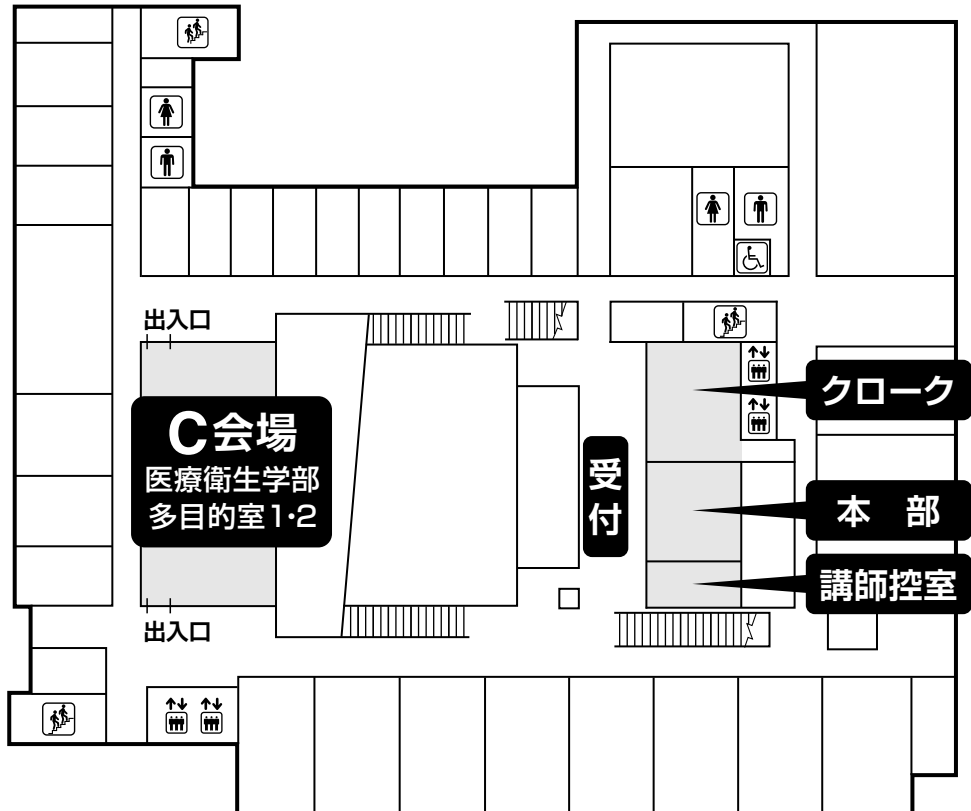 出入口
C会場
医療衛生学部
多目的室1・2
出入口
受付
クローク
本 部
講師控室